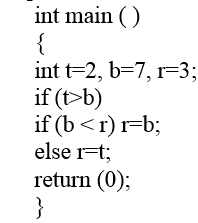 int main ( )
{
int t=2, b=7, r=3;
if (t>b)
if (b < r) r=b;
else r=t;
return (0);
}